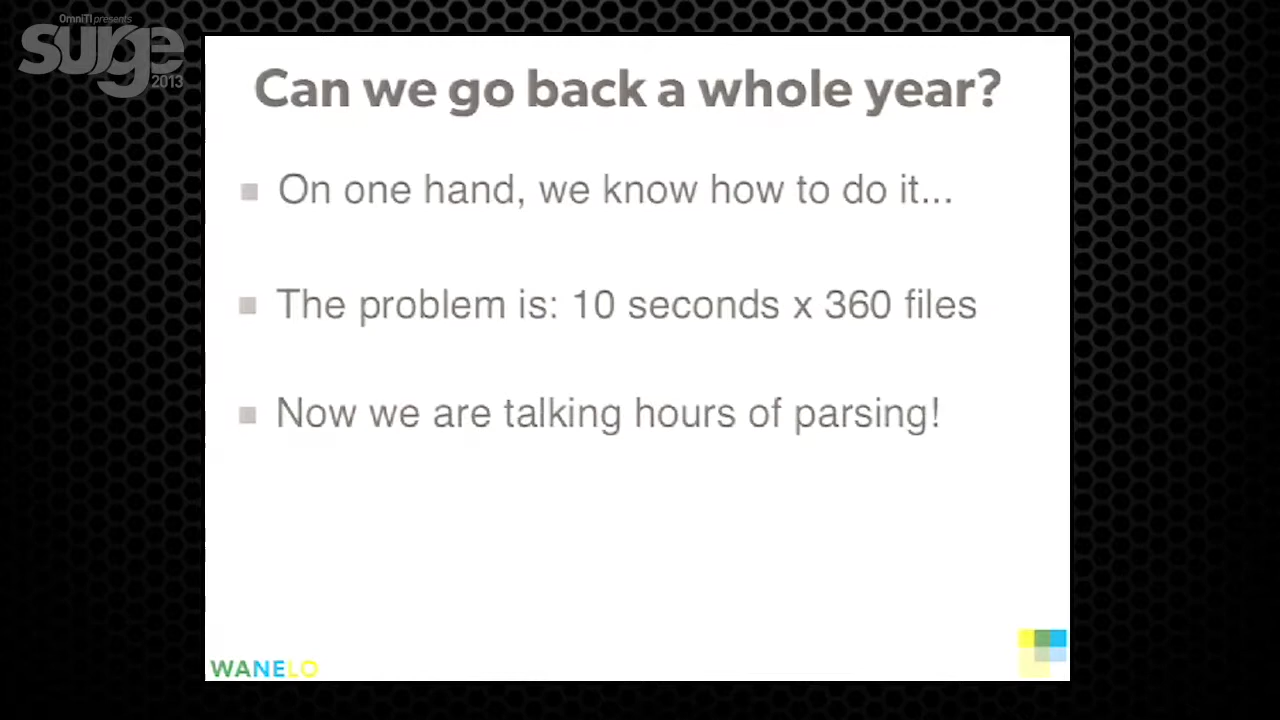 OmniTI presents
surge
2013
Can we go back a whole year?
On one hand, we know how to do it...
The problem is: 10 seconds x 360 files
Now we are talking hours of parsing!
WANELO